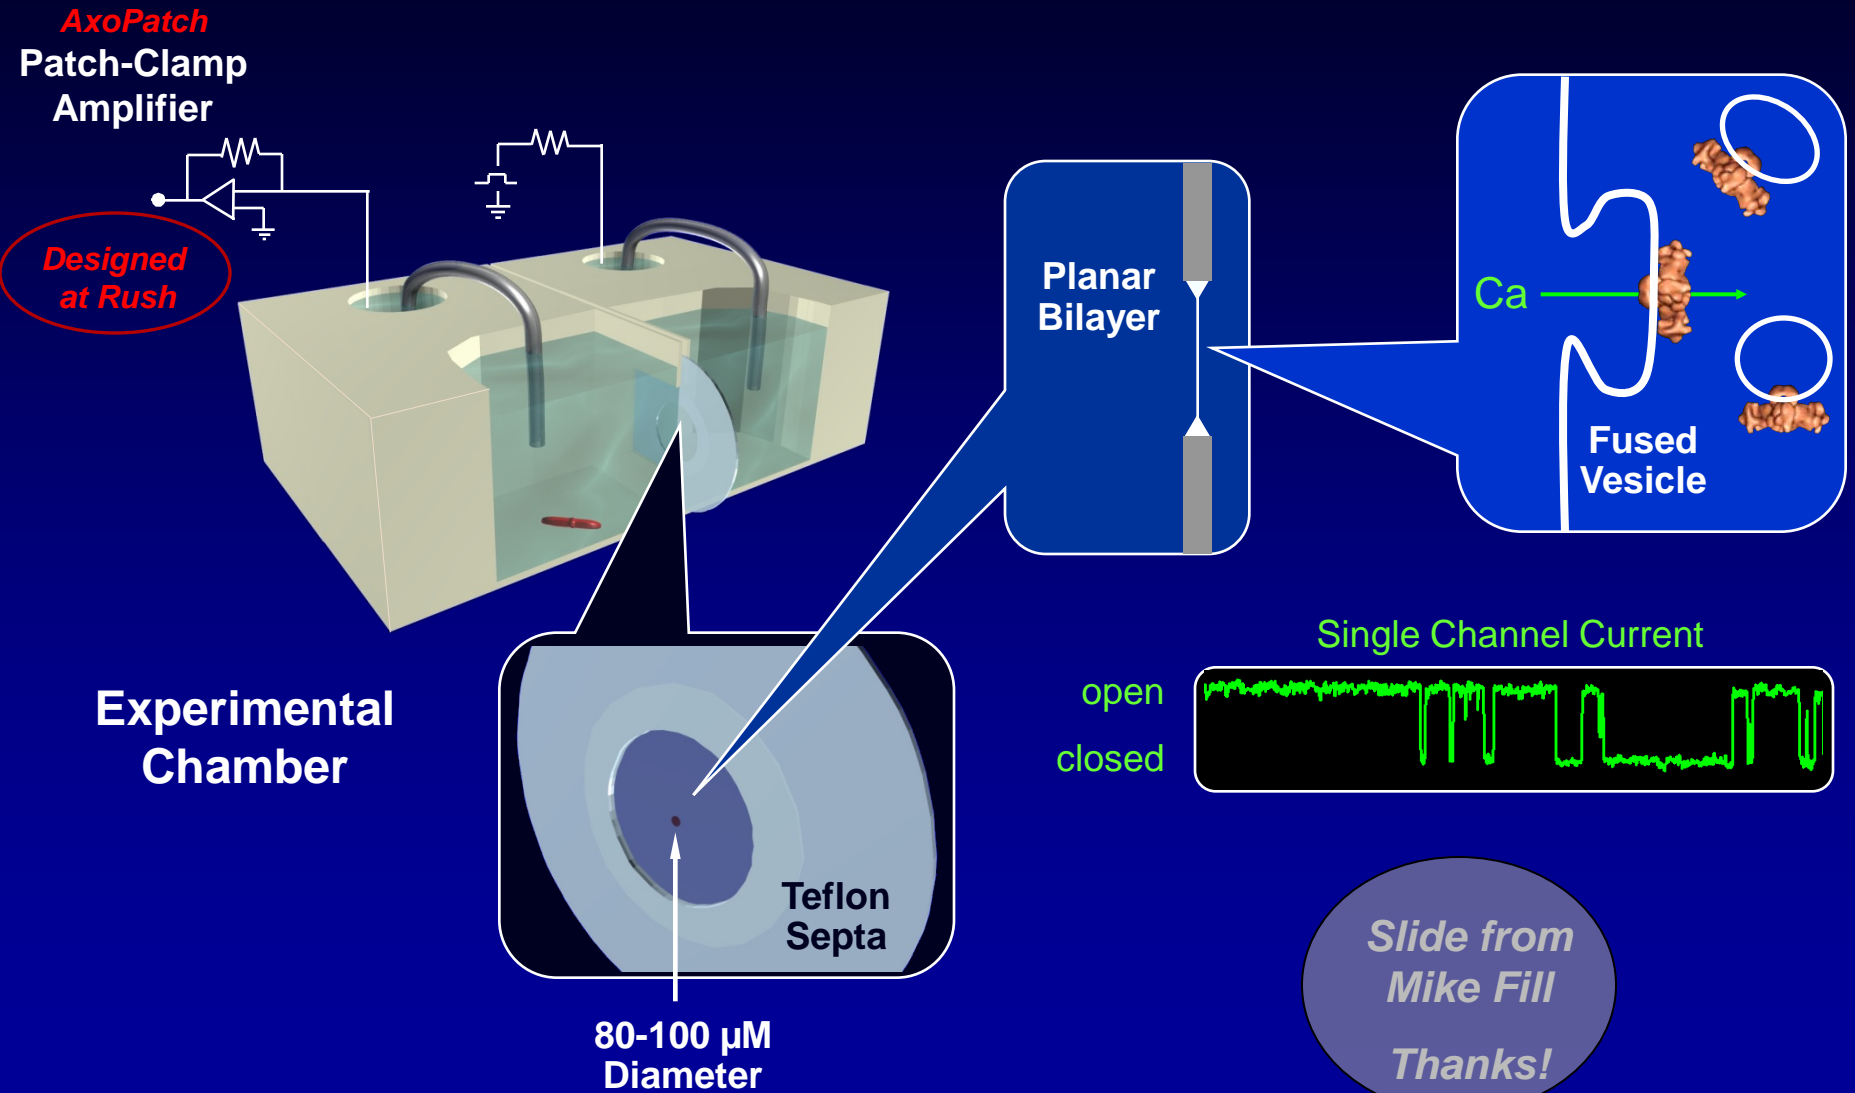 AxoPatch
Patch-Clamp
Amplifier
Designed
at Rush
Experimental
Chamber
Teflon
Septa
80-100 µM
Diameter
Planar
Bilayer
Ca
Fused
Vesicle
Single Channel Current
open
closed
Slide from
Mike Fill
Thanks!